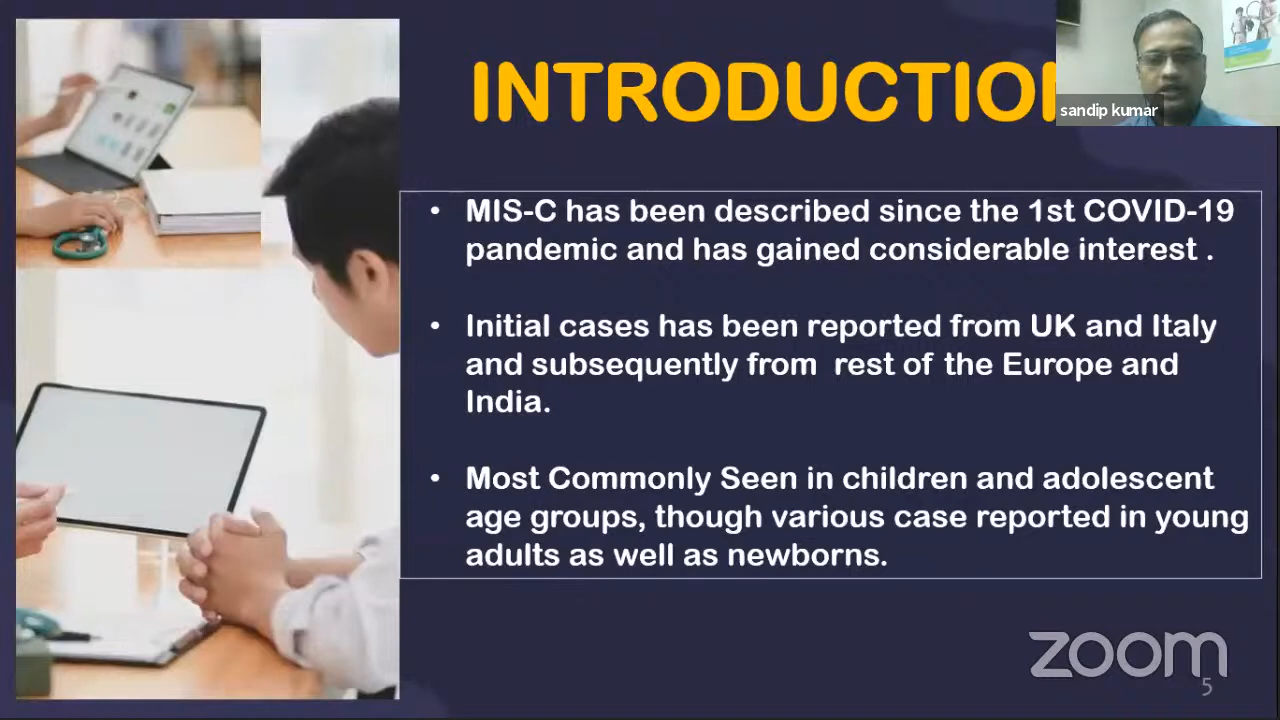 INTRODUCTIO
sandip kumar
• MIS-C has been described since the 1st COVID-19
pandemic and has gained considerable interest .
• Initial cases has been reported from UK and Italy
and subsequently from rest of the Europe and
India.
• Most Commonly Seen in children and adolescent
age groups, though various case reported in young
adults as well as newborns.
zoom
5